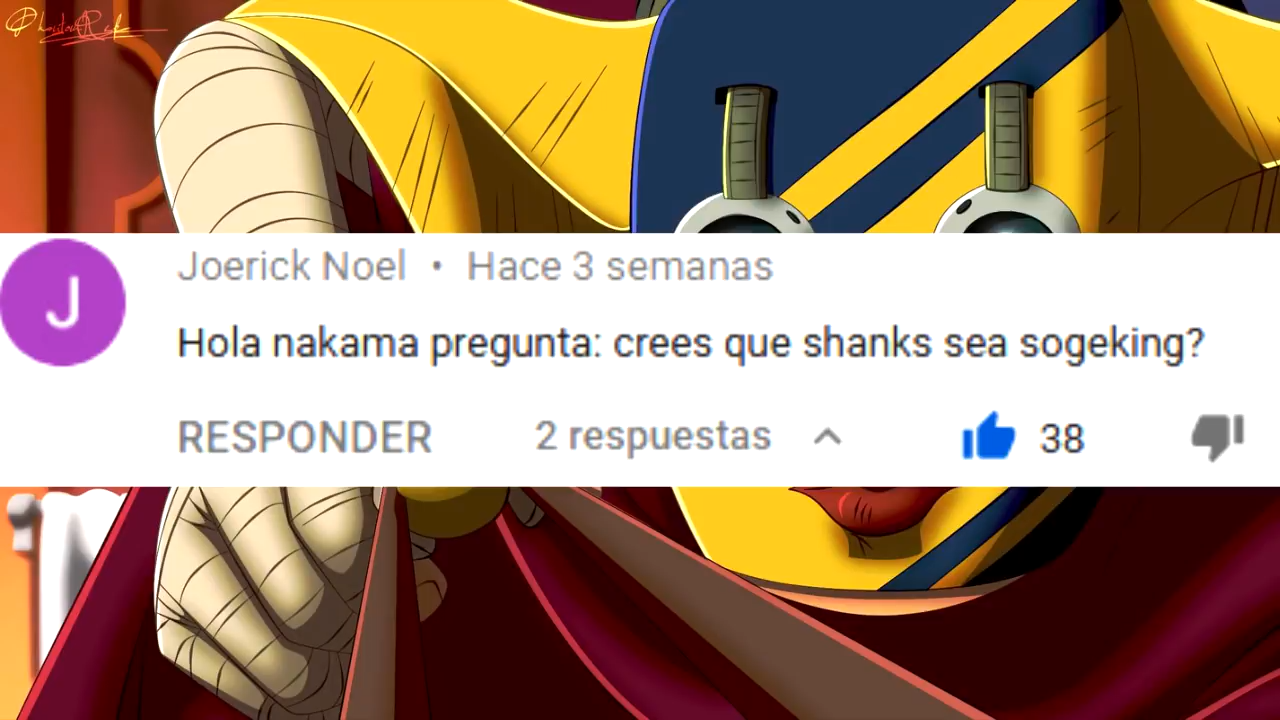 J
Joerick Noel • Hace 3 semanas
Hola nakama pregunta: crees que shanks sea sogeking?
RESPONDER 2 respuestas 38